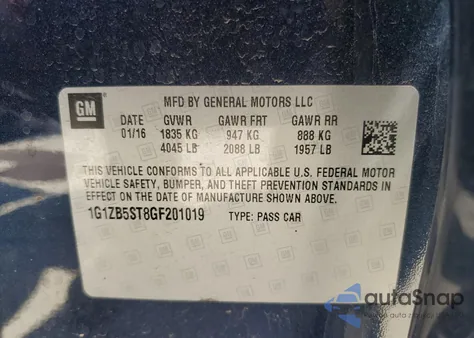 GM
MFD BY GENERAL MOTORS LLC
DATE GVWR GAWR FRT GAWR RR
01/16 1835 KG 947 KG 888 KG
4045 LB 2088 LB 1957 LB
THIS VEHICLE CONFORMS TO ALL APPLICABLE U.S. FEDERAL MOTOR
VEHICLE SAFETY, BUMPER, AND THEFT PREVENTION STANDARDS IN
EFFECT ON THE DATE OF MANUFACTURE SHOWN ABOVE.
1G1ZB5ST8GF201019 TYPE: PASS CAR
autaSnap